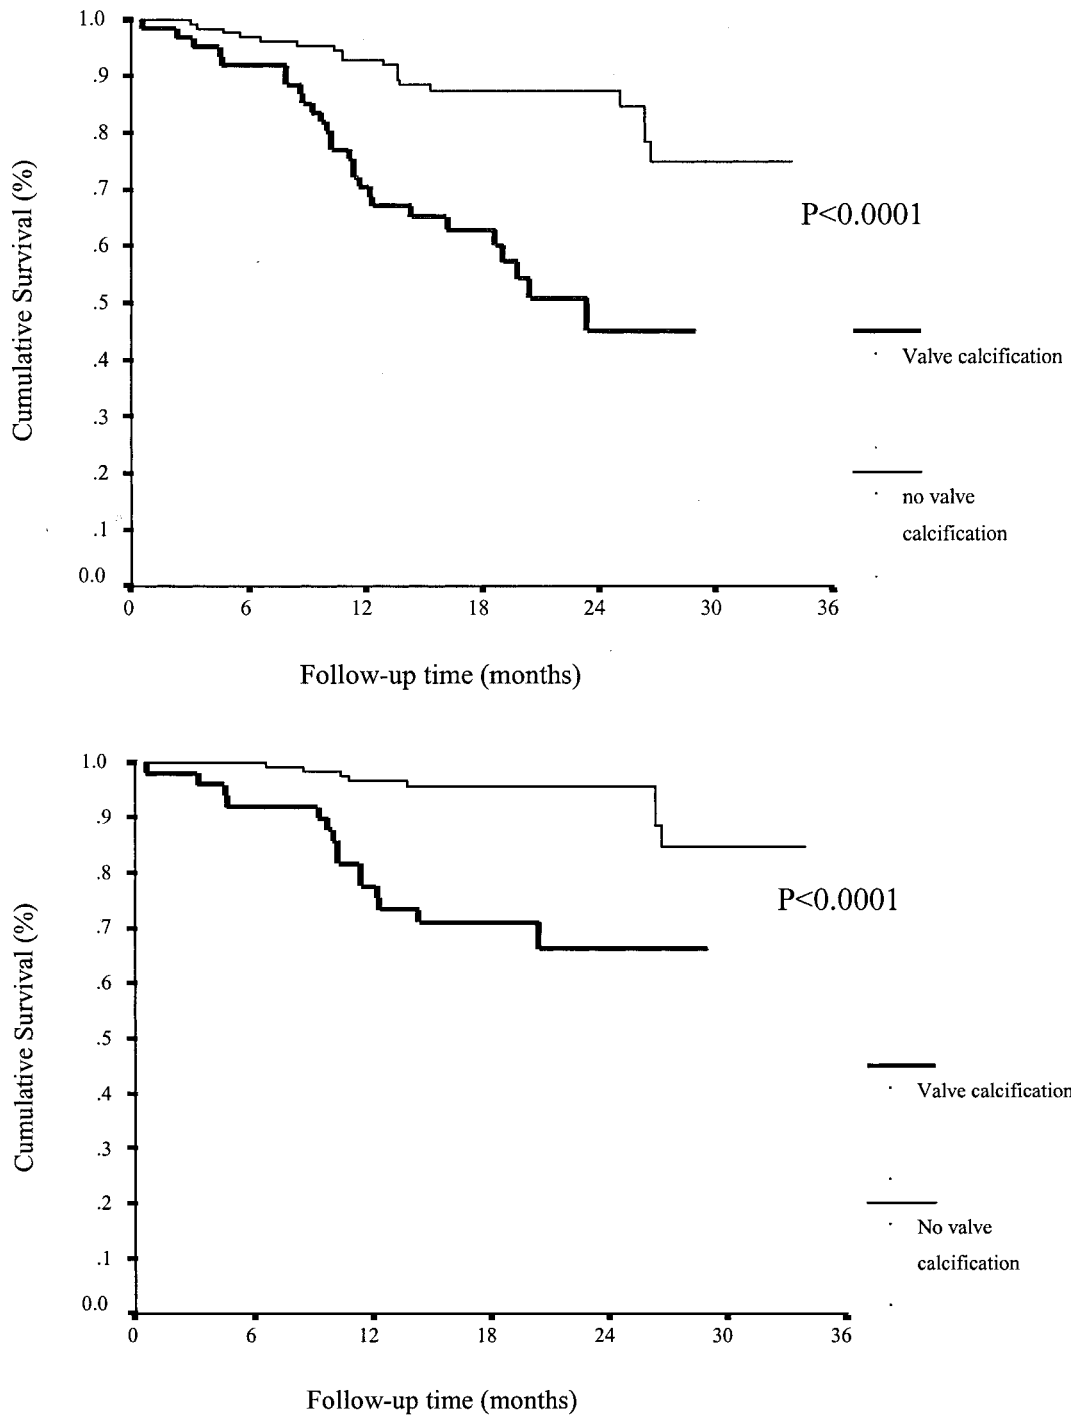 Cumulative Survival (%)
1.0
.9
.8
.7
.6
.5
.4
.3
.2
.1
0.0
0 6 12 18 24 30 36
Follow-up time (months)
P<0.0001
Valve calcification
no valve
calcification
Cumulative Survival (%)
1.0
.9
.8
.7
.6
.5
.4
.3
.2
.1
0.0
0 6 12 18 24 30 36
Follow-up time (months)
P<0.0001
Valve calcification
No valve
calcification